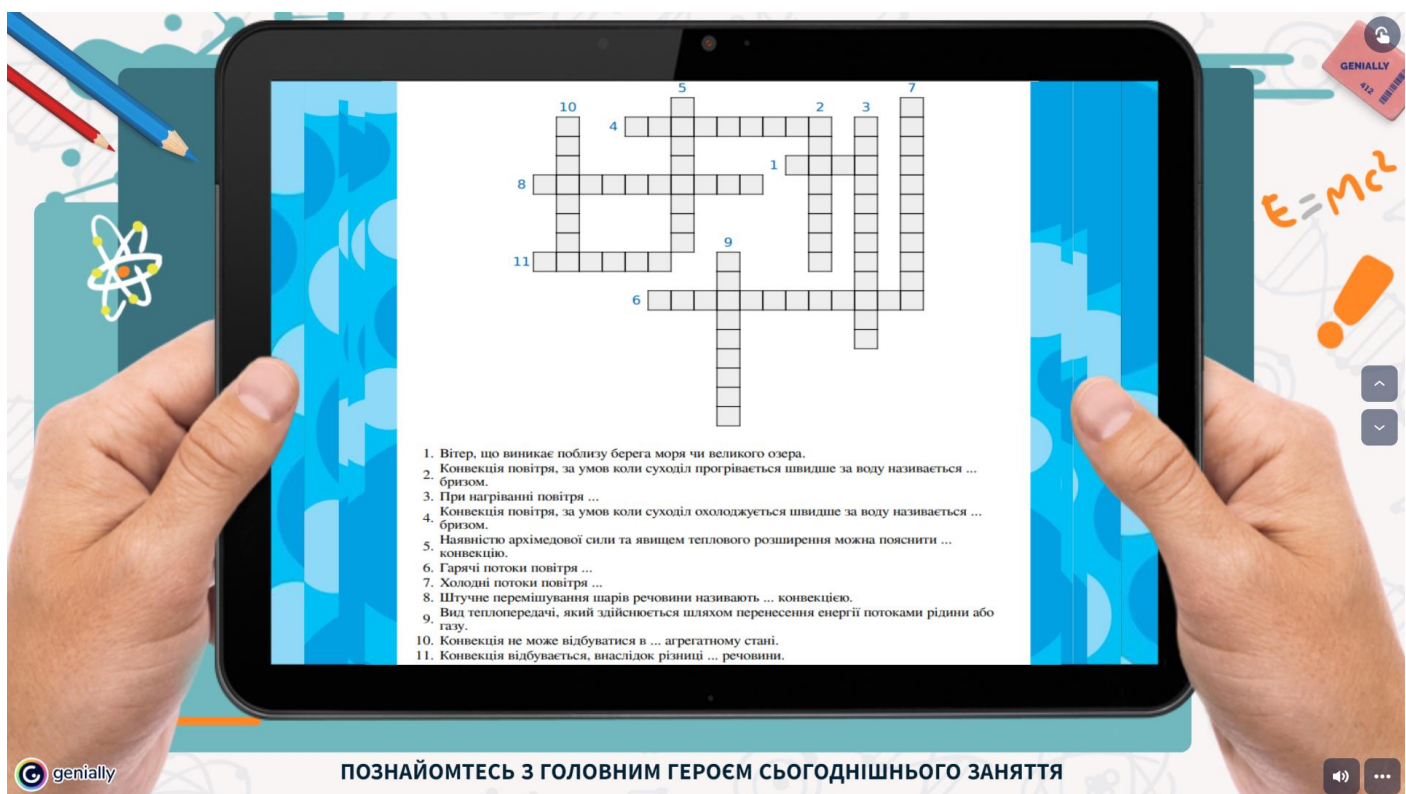 GENIALLY
412
E=mc²
5
7
10
2
3
4
1
8
9
11
6
1. Вітер, що виникає поблизу берега моря чи великого озера.
2. Конвекція повітря, за умов коли суходіл прогрівається швидше за воду називається ...
бризом.
3. При нагріванні повітря ...
4. Конвекція повітря, за умов коли суходіл охолоджується швидше за воду називається ...
бризом.
5. Наявністю архімедової сили та явищем теплового розширення можна пояснити ...
конвекцію.
6. Гарячі потоки повітря ...
7. Холодні потоки повітря ...
8. Штучне перемішування шарів речовини називають ... конвекцією.
9. Вид теплопередачі, який здійснюється шляхом перенесення енергії потоками рідини або
газу.
10. Конвекція не може відбуватися в ... агрегатному стані.
11. Конвекція відбувається, внаслідок різниці ... речовини.
genially
ПОЗНАЙОМТЕСЬ З ГОЛОВНИМ ГЕРОЄМ СЬОГОДНІШНЬОГО ЗАНЯТТЯ